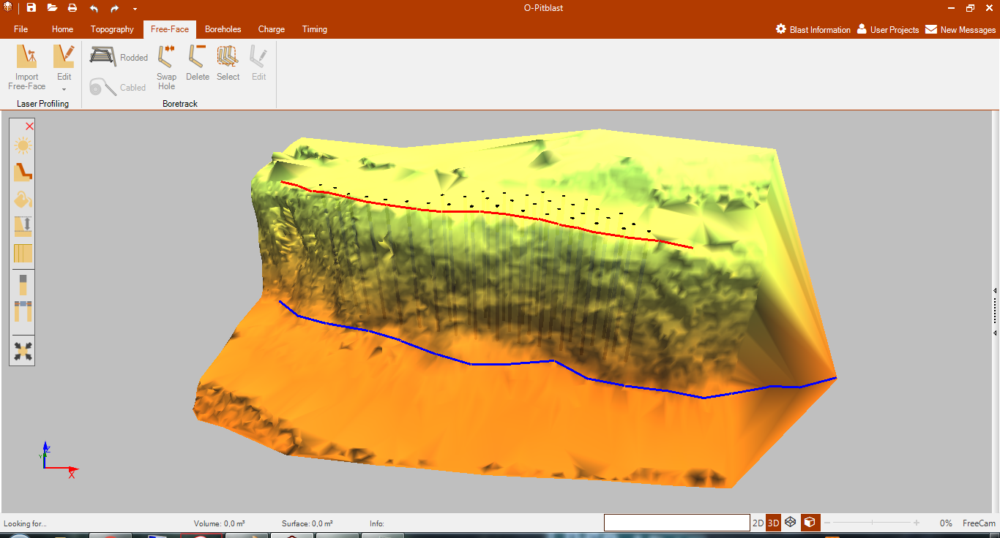 O-Pitblast
File Home Topography Free-Face Boreholes Charge Timing Blast Information User Projects New Messages
Import Free-Face
Edit
Rodded
Cabled
Swap Hole
Delete
Select
Edit
Laser Profiling
Boretrack
Z
Y
X
Looking for... Volume: 0,0 m³ Surface: 0,0 m² Info: 2D 3D 0% FreeCam